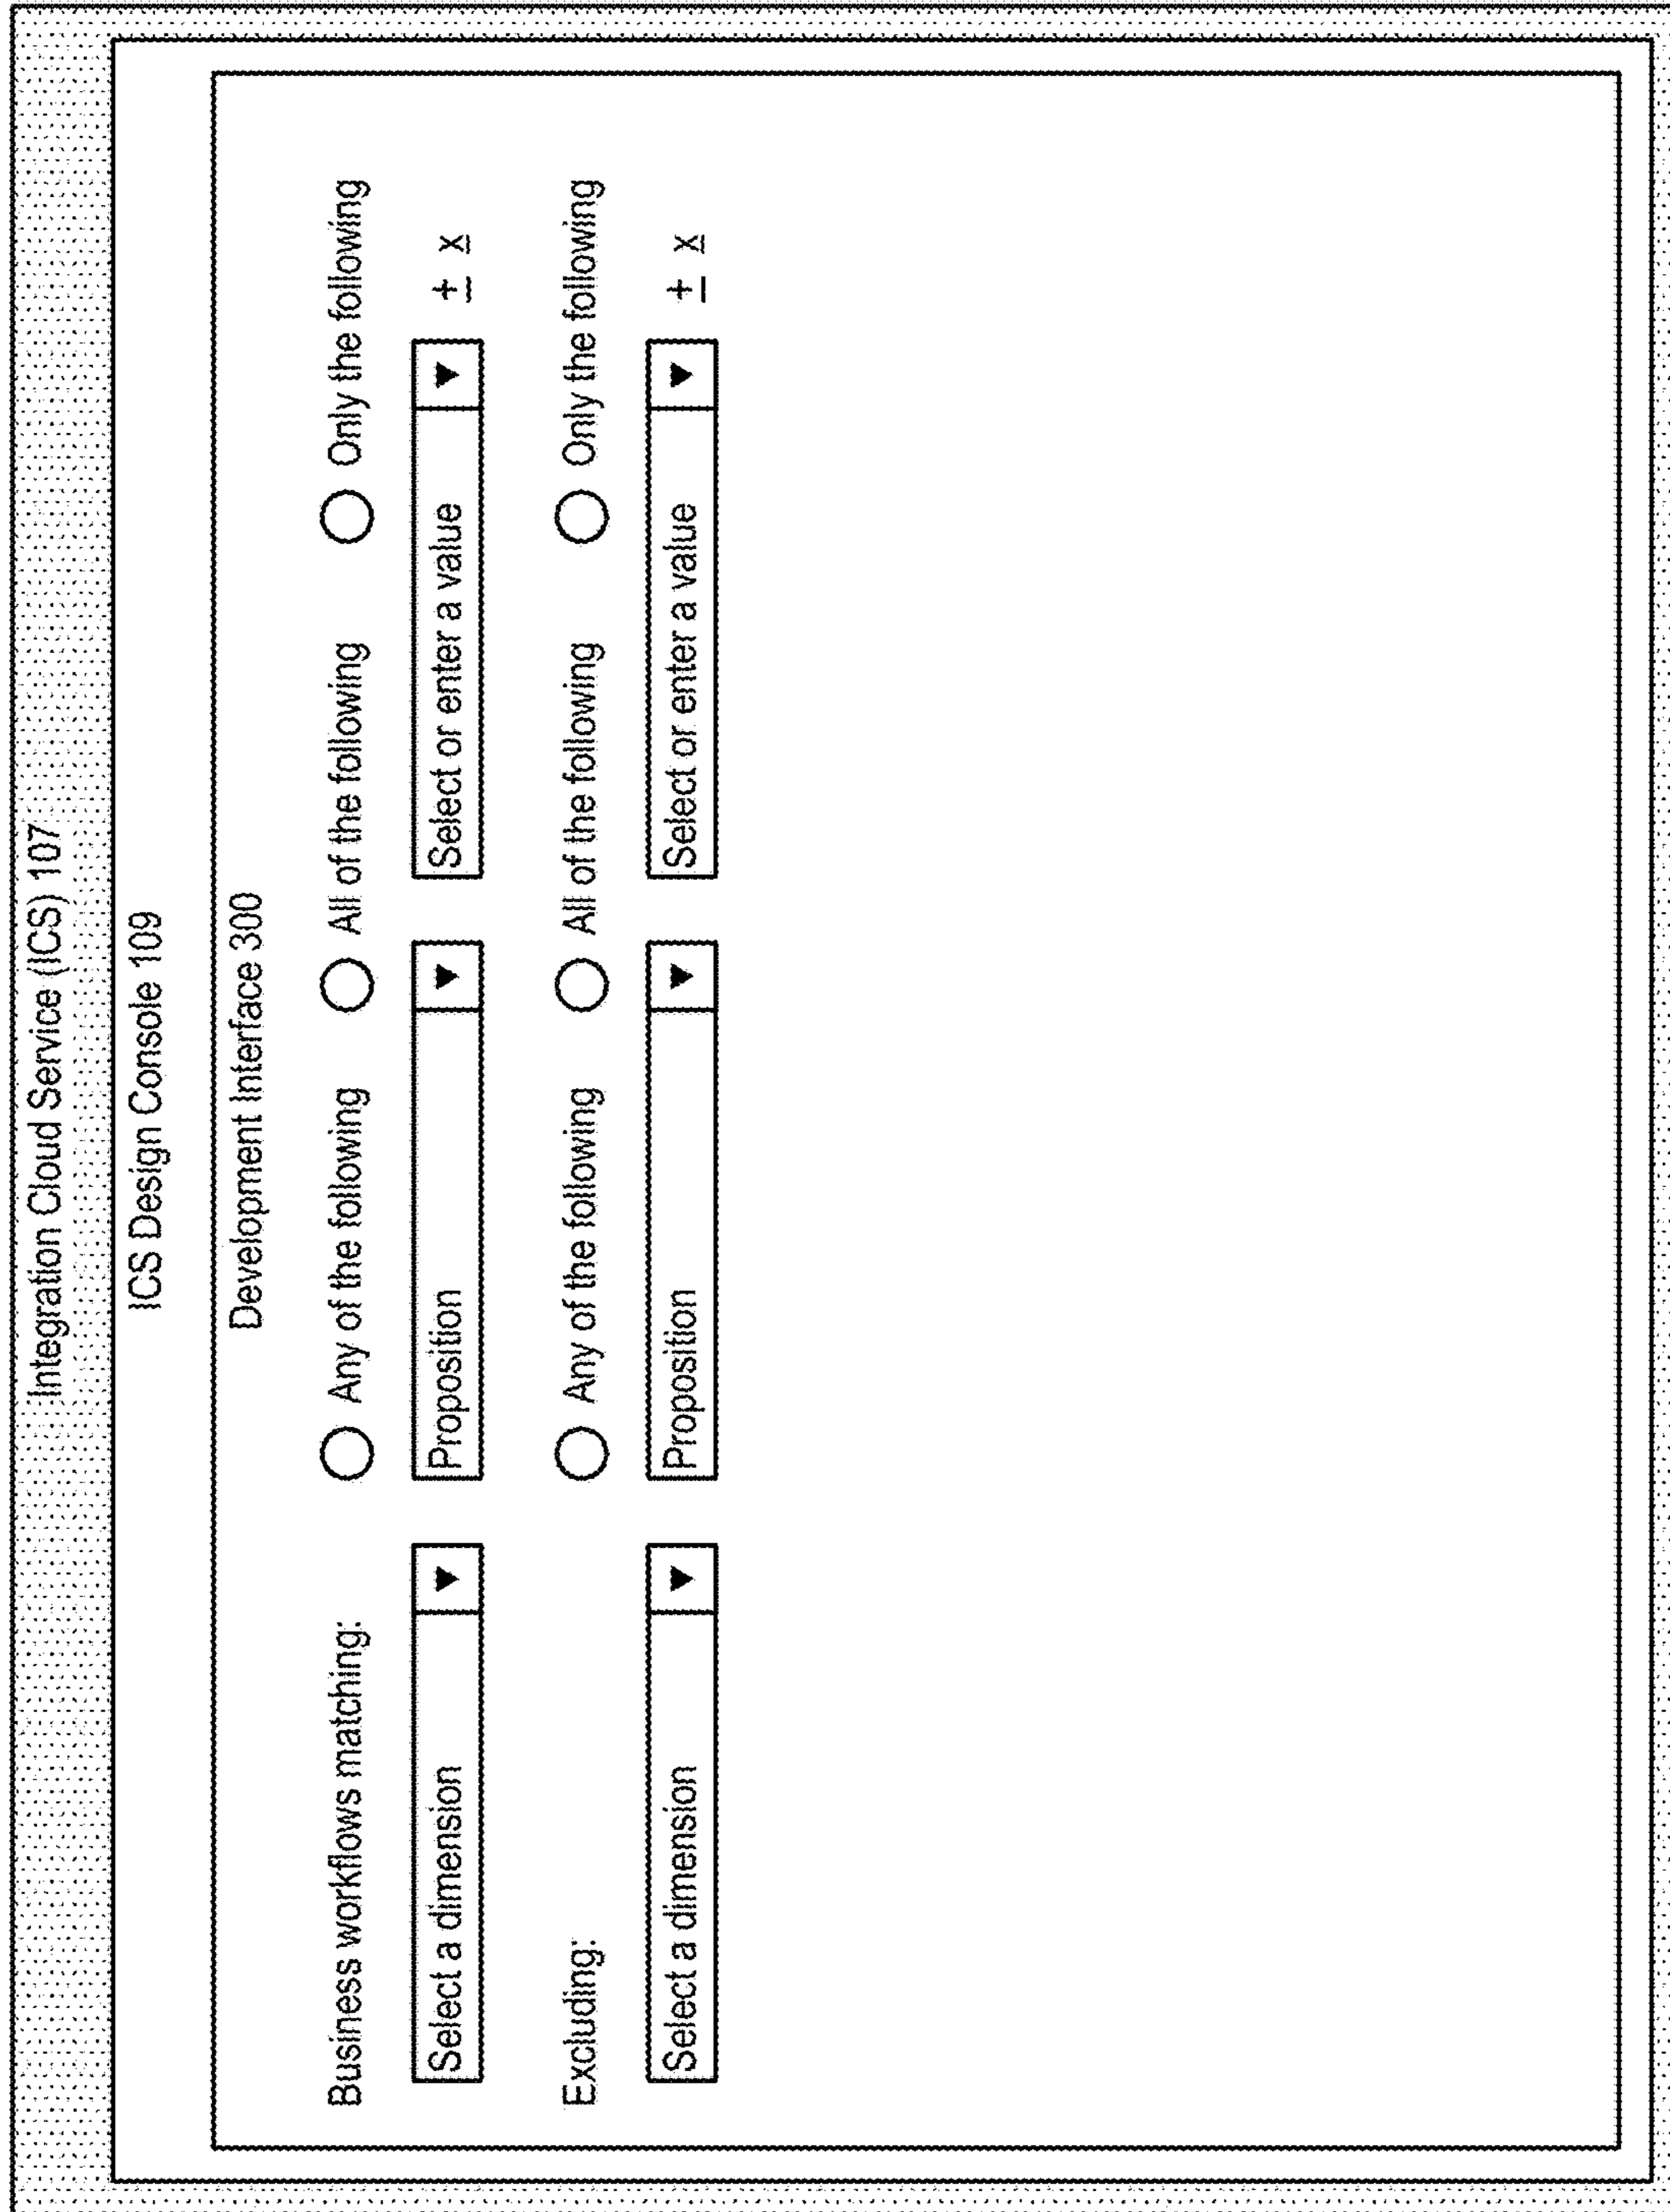 Integration Cloud Service (ICS) 107
ICS Design Console 109
Development Interface 300
Business workflows matching: Any of the following All of the following Only the following
Select a dimension ▼ Proposition ▼ Select or enter a value ▼ + x
Excluding: Any of the following All of the following Only the following
Select a dimension ▼ Proposition ▼ Select or enter a value ▼ + x